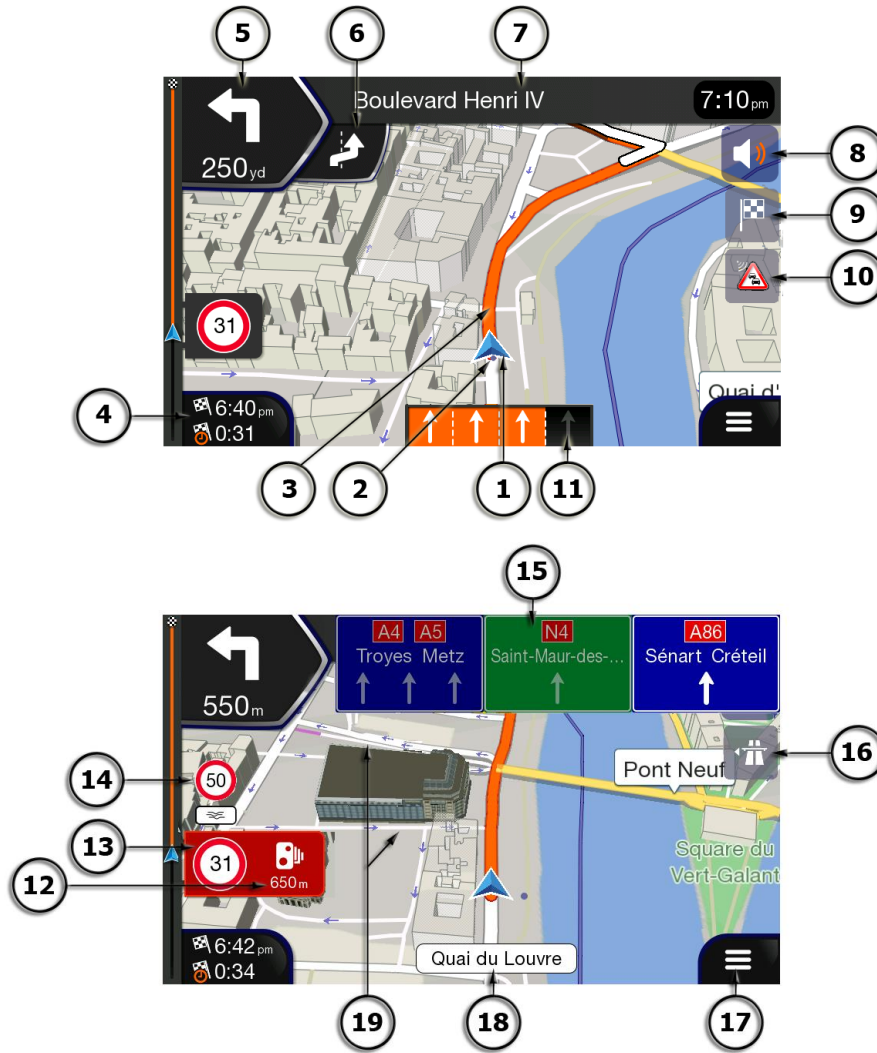 5
6
7
Boulevard Henri IV
7:10pm
250yd
8
9
10
31
4
6:40pm
0:31
Quai d'
3
2
1
11
15
A4 A5
Troyes Metz
N4
Saint-Maur-des-...
A86
Sénart Créteil
550m
16
Pont Neuf
14
50
13
31
650m
12
Square du
Vert-Galant
6:42pm
0:34
Quai du Louvre
19
18
17